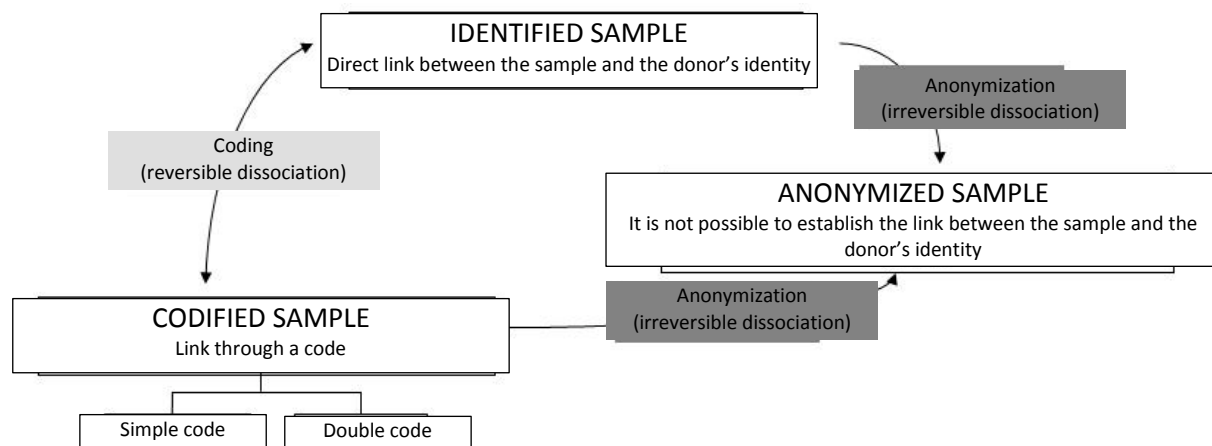 IDENTIFIED SAMPLE
Direct link between the sample and the donor's identity
Anonymization
(irreversible dissociation)
Coding
(reversible dissociation)
ANONYMIZED SAMPLE
It is not possible to establish the link between the sample and the
donor's identity
Anonymization
(irreversible dissociation)
CODIFIED SAMPLE
Link through a code
Simple code
Double code